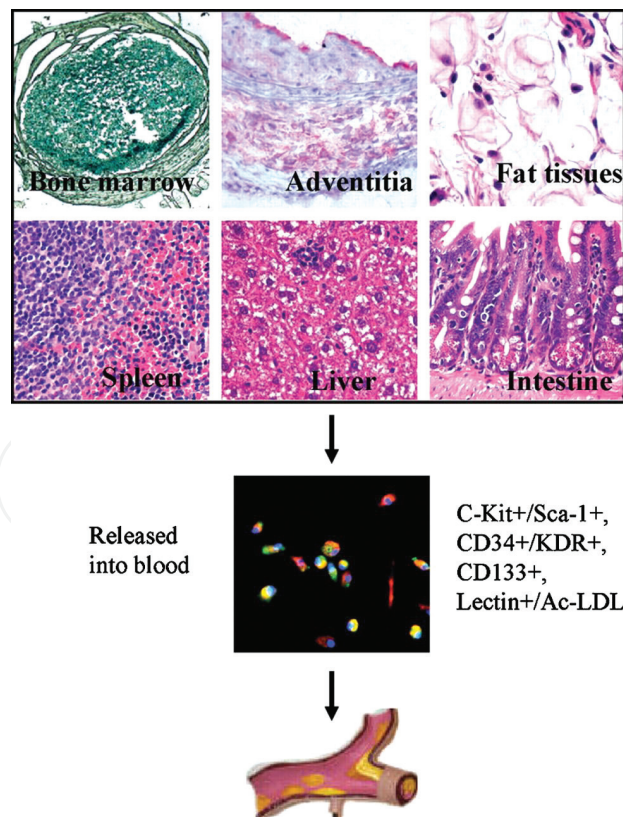 Bone marrow
Adventitia
Fat tissues
Spleen
Liver
Intestine
Released
into blood
C-Kit+/Sca-1+,
CD34+/KDR+,
CD133+,
Lectin+/Ac-LDL